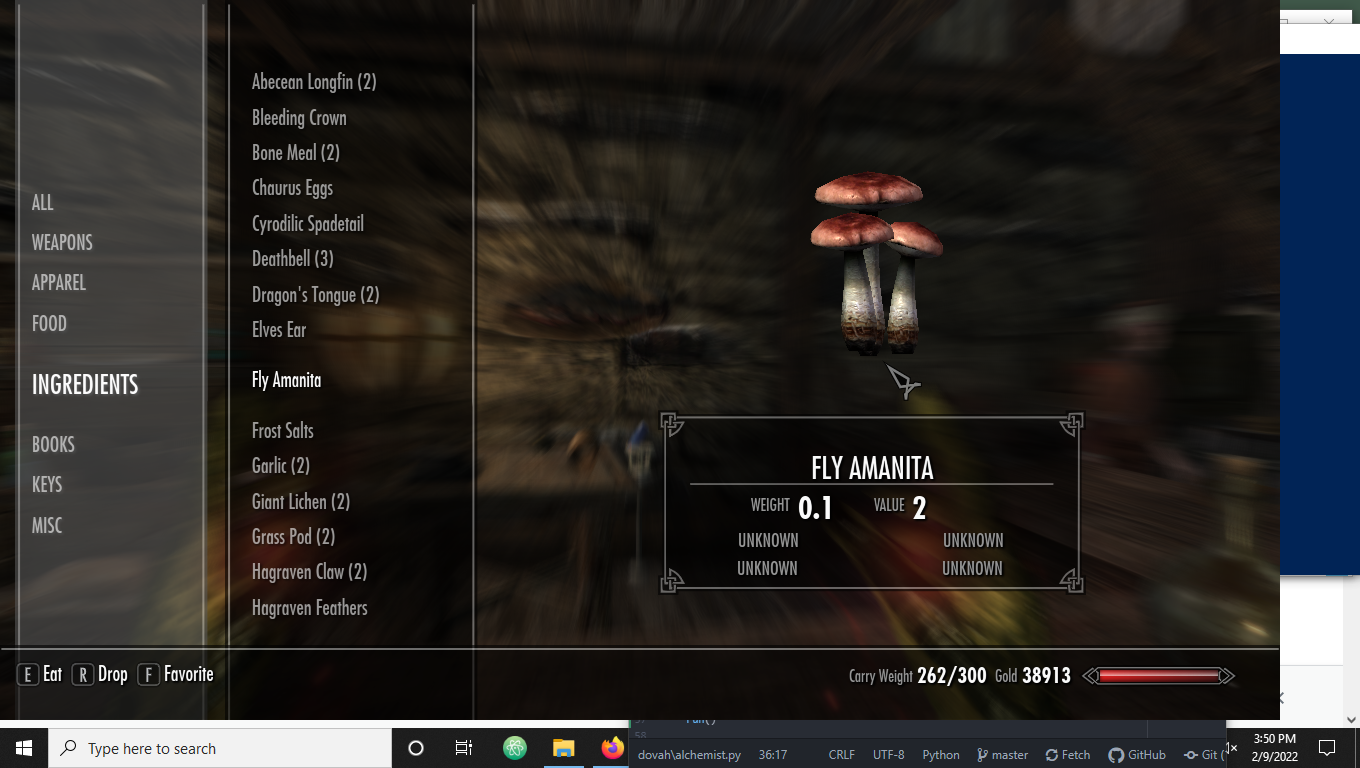 Abecean Longfin (2)
Bleeding Crown
Bone Meal (2)
Chaurus Eggs
Cyrodilic Spadetail
Deathbell (3)
Dragon's Tongue (2)
Elves Ear
Fly Amanita
Frost Salts
Garlic (2)
Giant Lichen (2)
Grass Pod (2)
Hagraven Claw (2)
Hagraven Feathers
ALL
WEAPONS
APPAREL
FOOD
INGREDIENTS
BOOKS
KEYS
MISC
FLY AMANITA
WEIGHT 0.1 VALUE 2
UNKNOWN UNKNOWN
UNKNOWN UNKNOWN
E Eat R Drop F Favorite
Carry Weight 262/300 Gold 38913
Type here to search
dovah\alchemist.py 36:17 CRLF UTF-8 Python master Fetch GitHub Git (
3:50 PM
2/9/2022